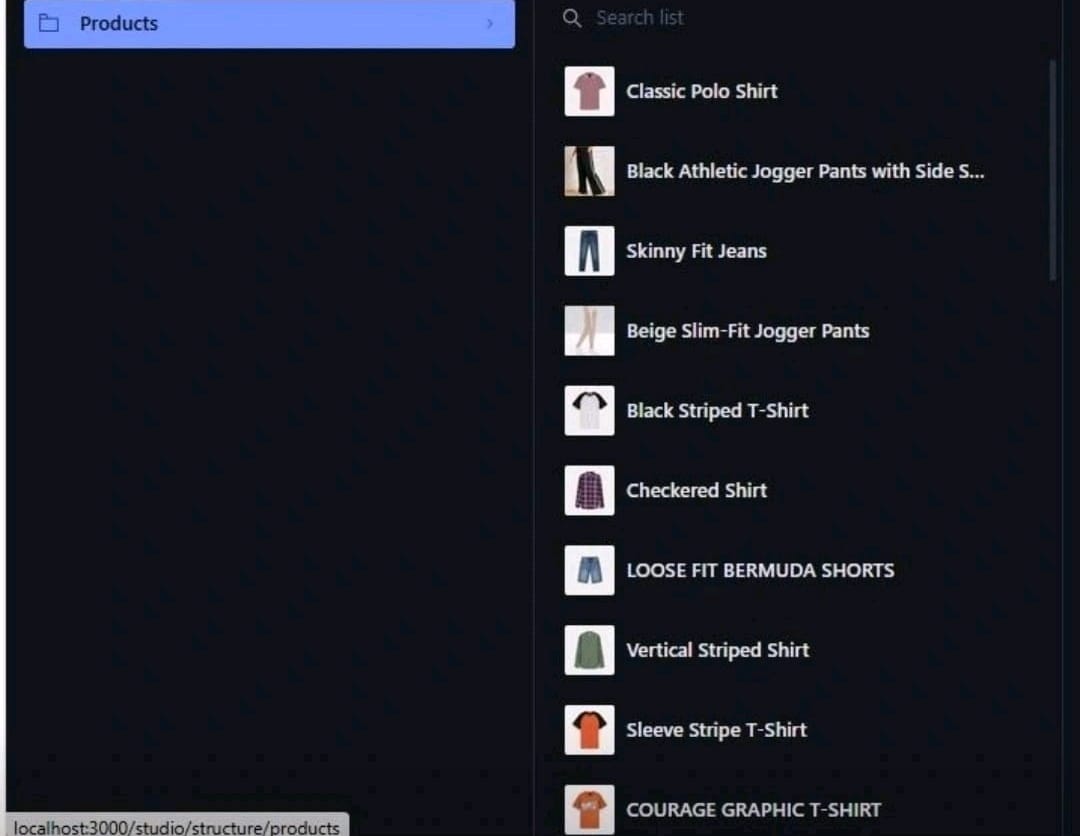 Products
Search list
Classic Polo Shirt
Black Athletic Jogger Pants with Side S...
Skinny Fit Jeans
Beige Slim-Fit Jogger Pants
Black Striped T-Shirt
Checkered Shirt
LOOSE FIT BERMUDA SHORTS
Vertical Striped Shirt
Sleeve Stripe T-Shirt
COURAGE GRAPHIC T-SHIRT
localhost:3000/studio/structure/products